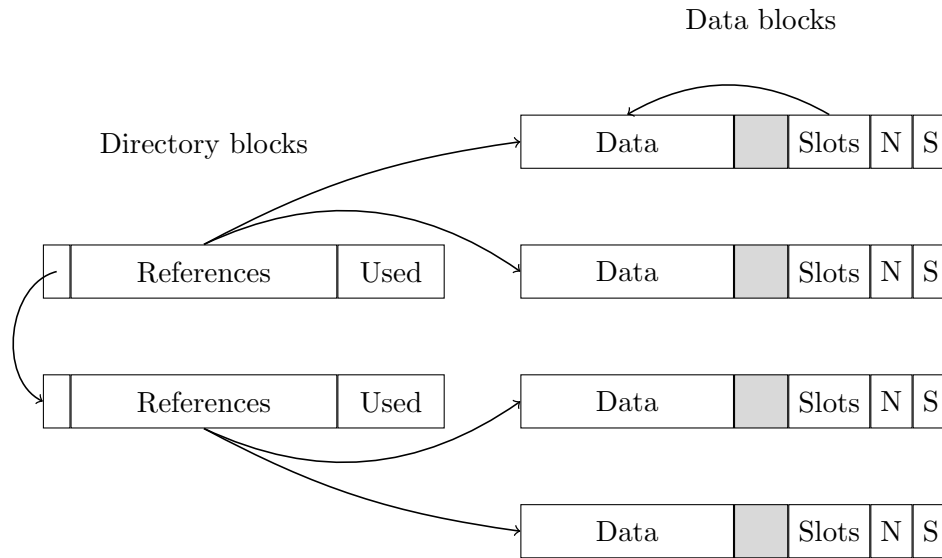 Data blocks
Directory blocks
Data Slots N S
References Used
Data Slots N S
References Used
Data Slots N S
Data Slots N S